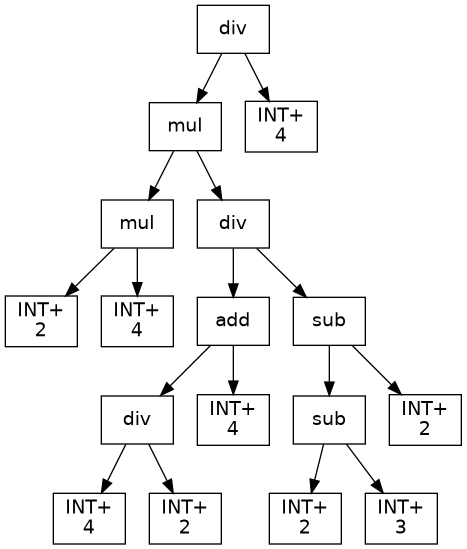 div
mul
INT+
4
mul
div
INT+
2
INT+
4
add
sub
div
INT+
4
sub
INT+
2
INT+
4
INT+
2
INT+
2
INT+
3